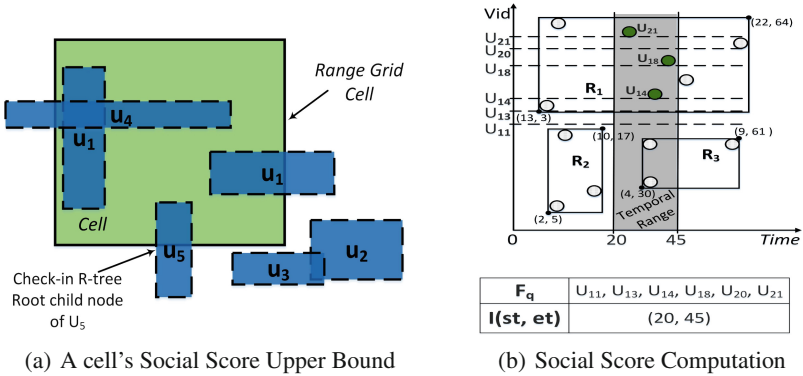 Range Grid
Cell
u4
u1
u1
Cell
u5
u2
u3
Check-in R-tree
Root child node
of U5
(a) A cell's Social Score Upper Bound
Vid
(22, 64)
U21
U21
U20
U18
U18
R1
U14
U14
U13
(13, 3)
U11
(10, 17)
(9, 61 )
R2
R3
(4, 30)
(2, 5)
Temporal
Range
0
20
45
Time
Fq
U11, U13, U14, U18, U20, U21
I(st, et)
(20, 45)
(b) Social Score Computation